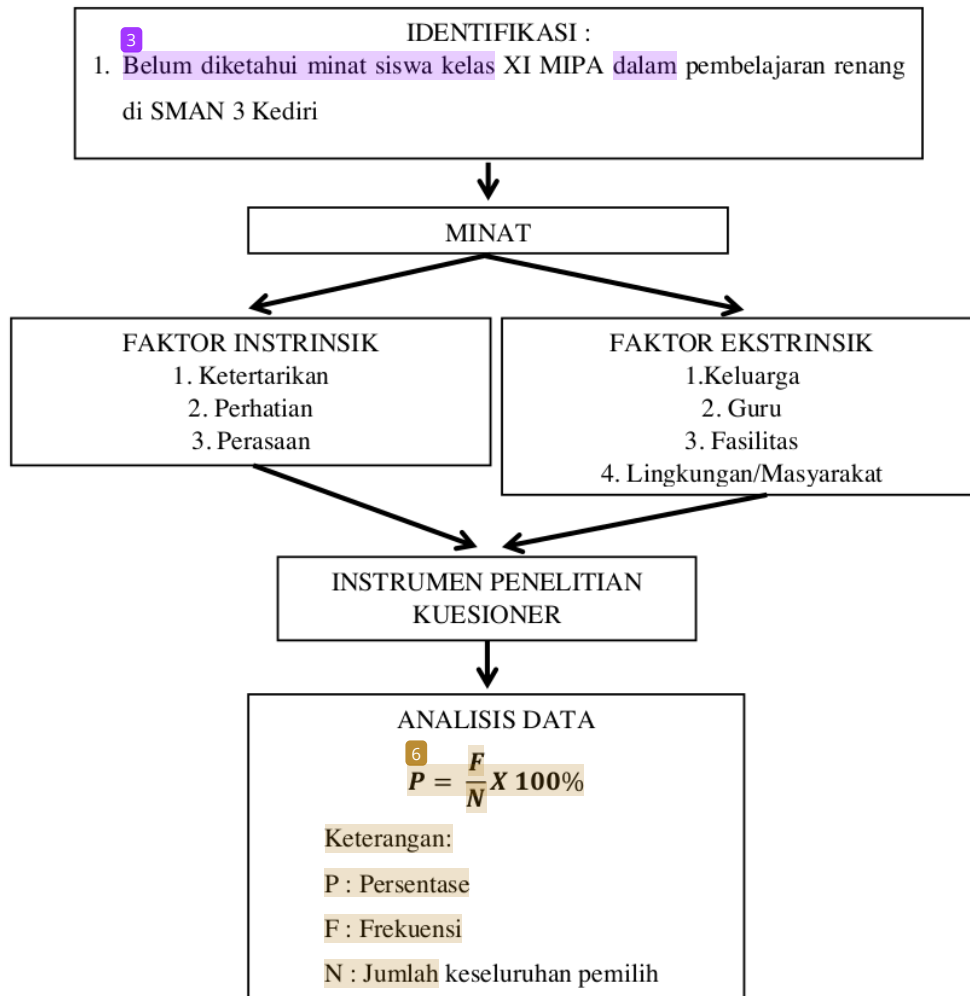 IDENTIFIKASI :
3
1. Belum diketahui minat siswa kelas XI MIPA dalam pembelajaran renang
di SMAN 3 Kediri
MINAT
FAKTOR INSTRINSIK
1. Ketertarikan
2. Perhatian
3. Perasaan
FAKTOR EKSTRINSIK
1.Keluarga
2. Guru
3. Fasilitas
4. Lingkungan/Masyarakat
INSTRUMEN PENELITIAN
KUESIONER
ANALISIS DATA
6
P = F/N X 100%
Keterangan:
P : Persentase
F : Frekuensi
N : Jumlah keseluruhan pemilih